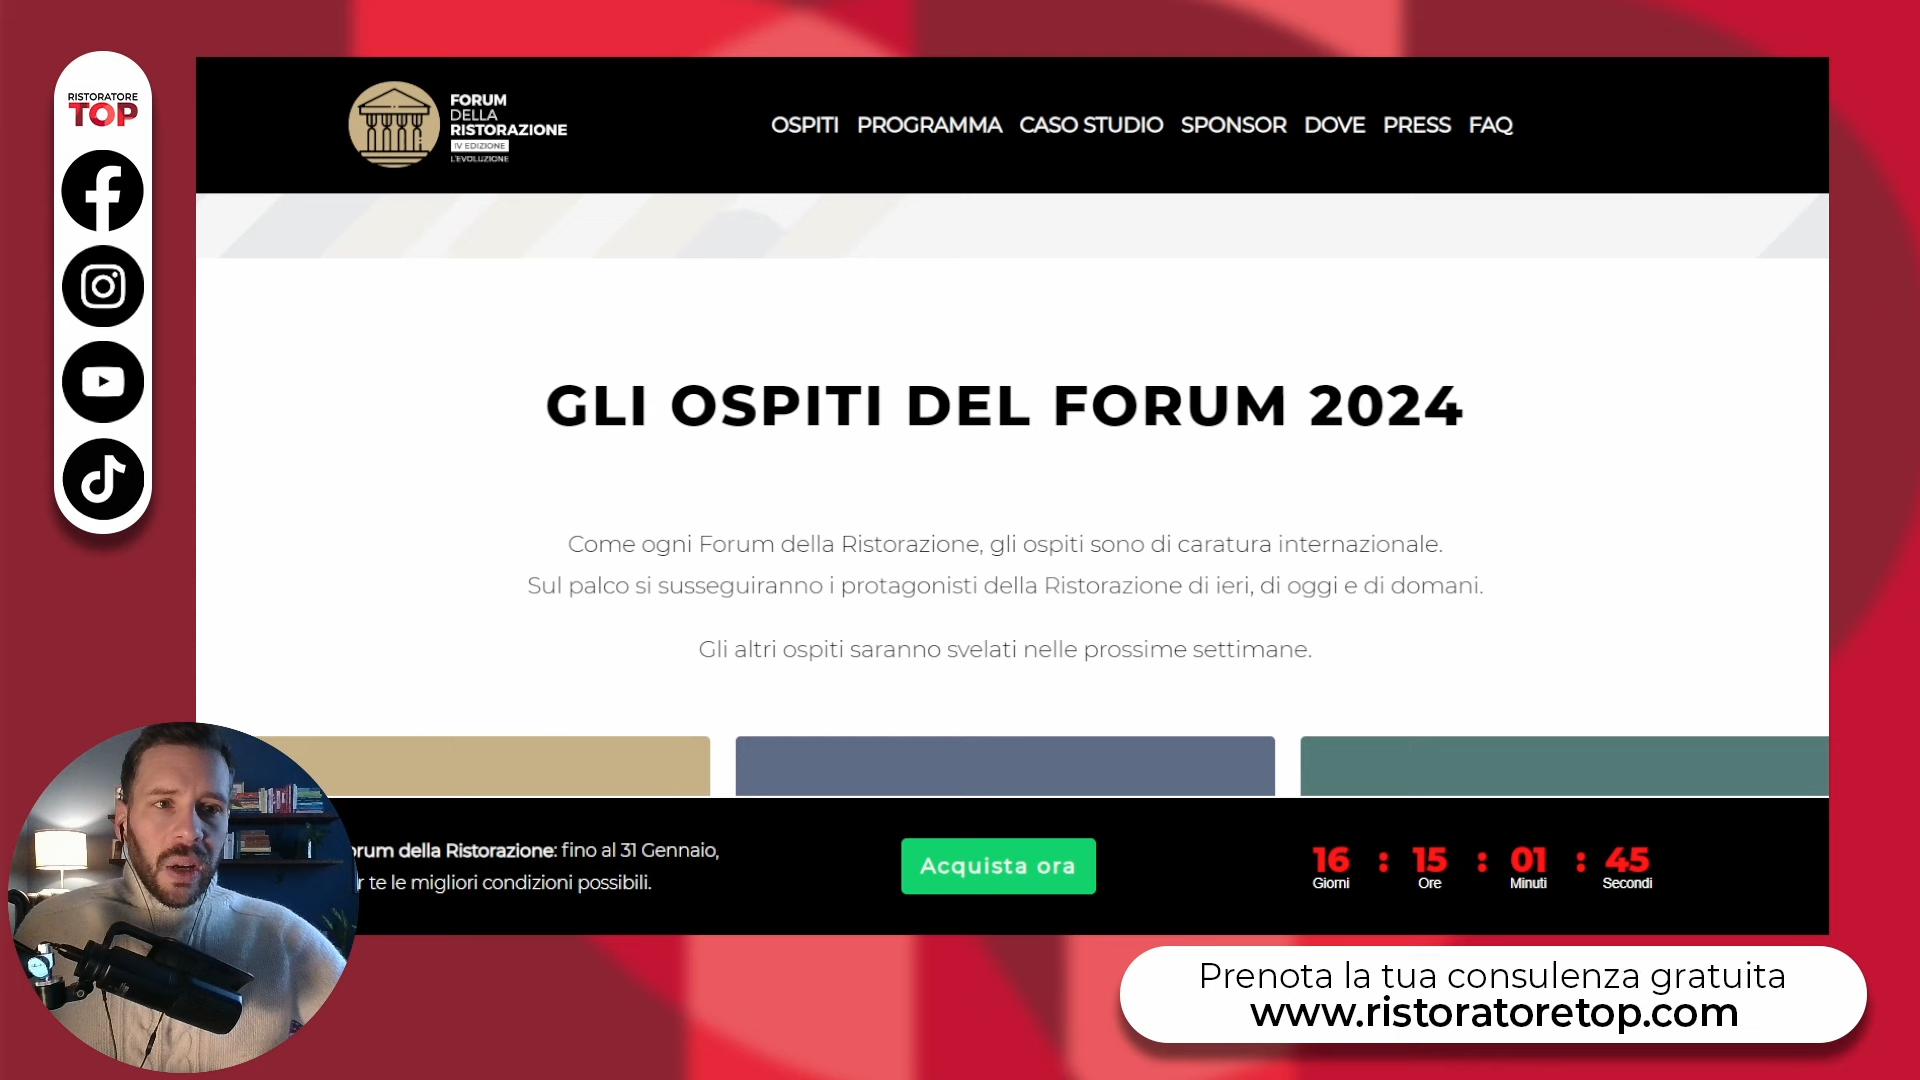 RISTORATORE
TOP
FORUM
DELLA
RISTORAZIONE
IV EDIZIONE
L'EVOLUZIONE
OSPITI PROGRAMMA CASO STUDIO SPONSOR DOVE PRESS FAQ
GLI OSPITI DEL FORUM 2024
Come ogni Forum della Ristorazione, gli ospiti sono di caratura internazionale.
Sul palco si susseguiranno i protagonisti della Ristorazione di ieri, di oggi e di domani.
Gli altri ospiti saranno svelati nelle prossime settimane.
orum della Ristorazione: fino al 31 Gennaio,
r te le migliori condizioni possibili.
Acquista ora
16 : 15 : 01 : 45
Giorni Ore Minuti Secondi
Prenota la tua consulenza gratuita
www.ristoratoretop.com